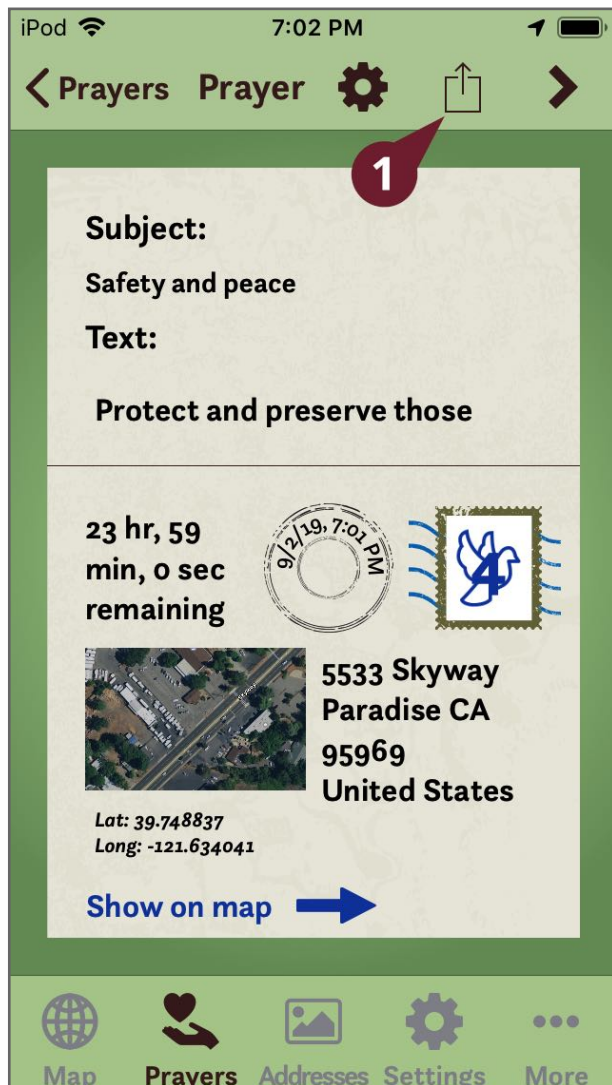 iPod 7:02 PM
Prayers Prayer
1
Subject:
Safety and peace
Text:
Protect and preserve those
23 hr, 59
min, 0 sec
remaining
9/2/19, 7:01 PM
4
5533 Skyway
Paradise CA
95969
United States
Lat: 39.748837
Long: -121.634041
Show on map
Map Prayers Addresses Settings More